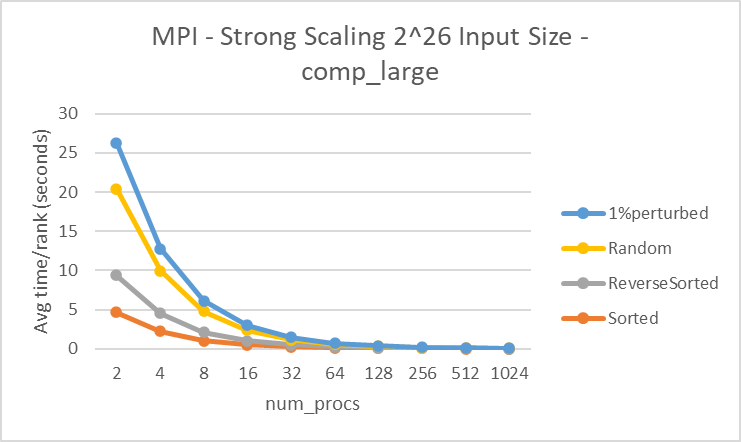 MPI - Strong Scaling 2^26 Input Size -
comp_large
Avg time/rank (seconds)
30
25
20
15
10
5
0
2 4 8 16 32 64 128 256 512 1024
num_procs
1%perturbed
Random
ReverseSorted
Sorted